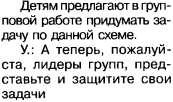 Детям предлагают в груп-
повой работе придумать за-
дачу по данной схеме.
У.: А теперь, пожалуй-
ста, лидеры групп, пред-
ставьте и защитите свои
задачи